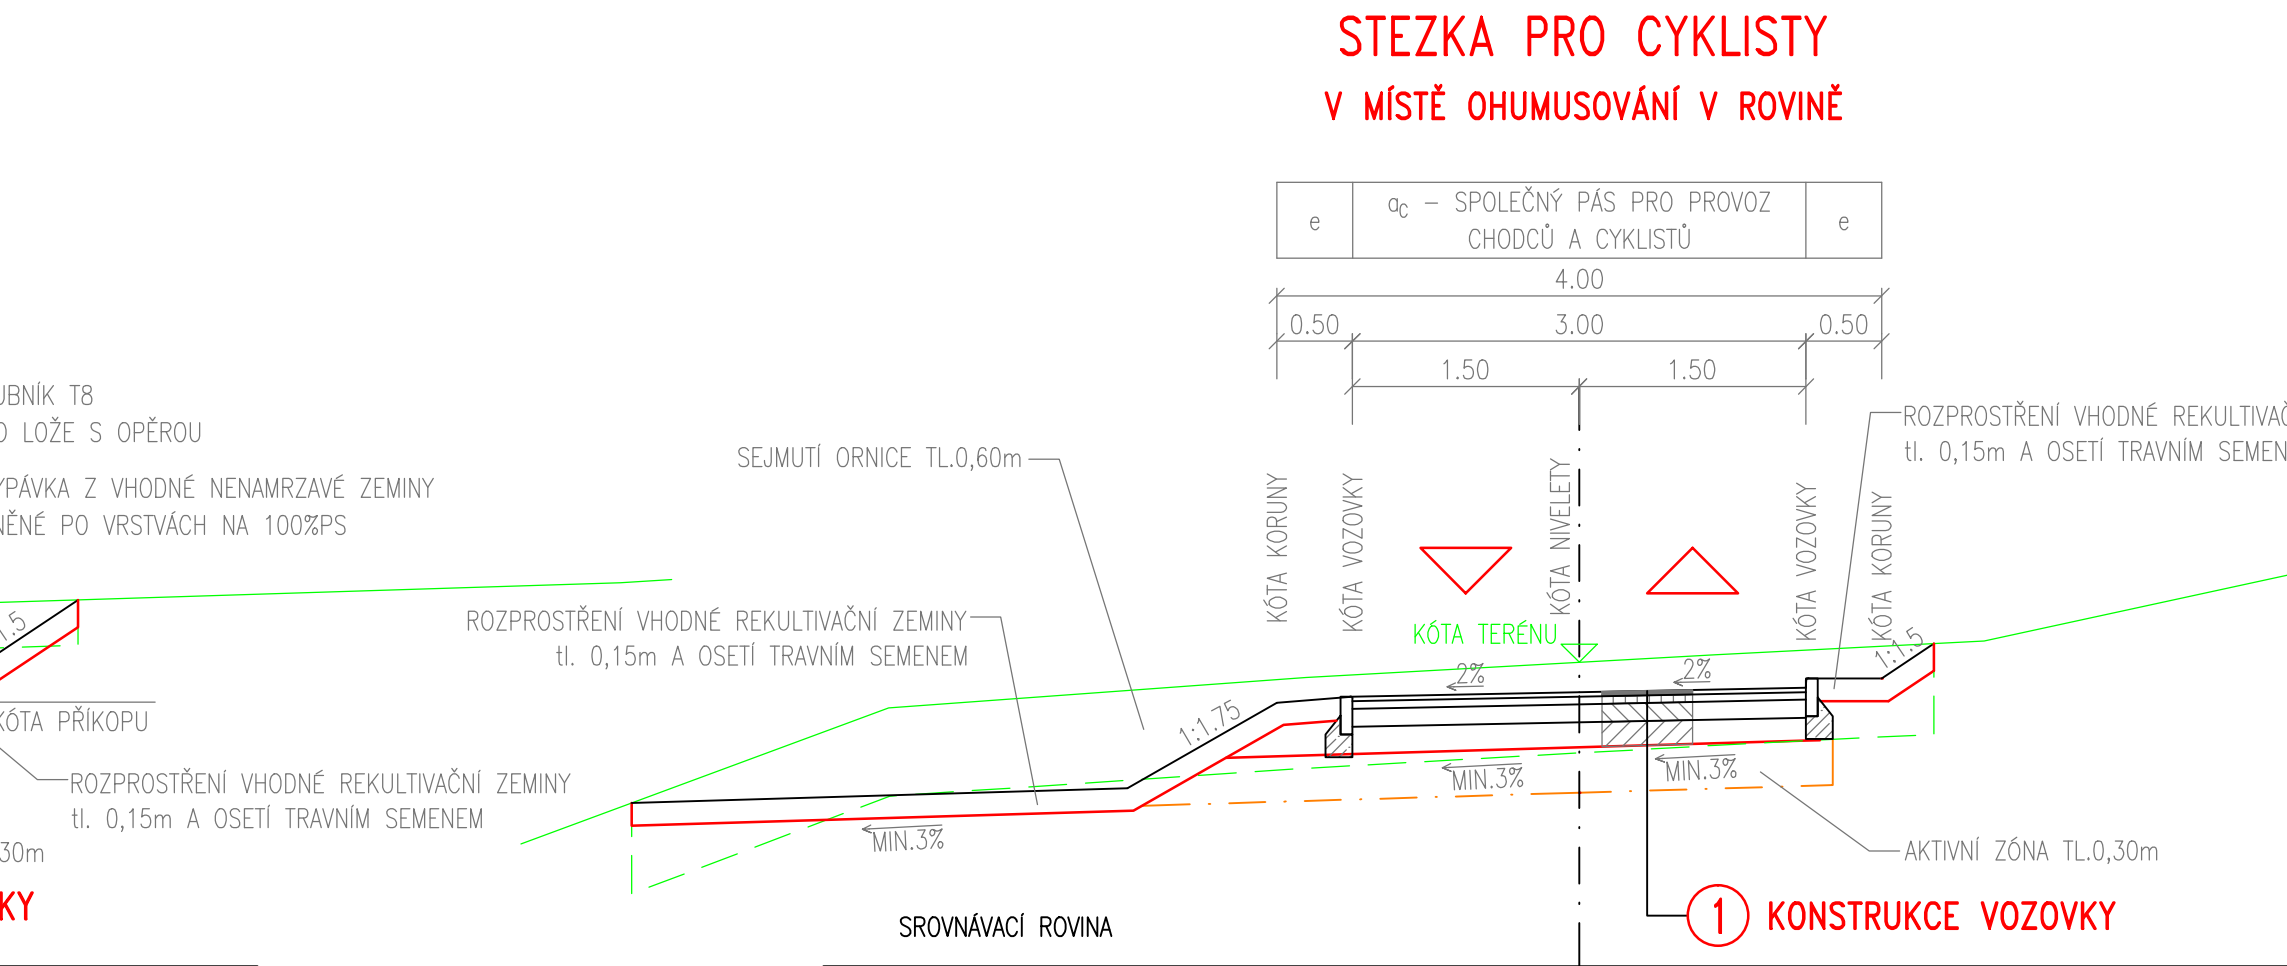 STEZKA PRO CYKLISTY
V MÍSTĚ OHUMUSOVÁNÍ V ROVINĚ
e
aC – SPOLEČNÝ PÁS PRO PROVOZ
CHODCŮ A CYKLISTŮ
e
4.00
0.50
3.00
0.50
1.50
1.50
UBNÍK T8
LOŽE S OPĚROU
YPÁVKA Z VHODNÉ NENAMRZAVÉ ZEMINY
NĚNÉ PO VRSTVÁCH NA 100%PS
SEJMUTÍ ORNICE TL.0,60m
ROZPROSTŘENÍ VHODNÉ REKULTIVAČ
tl. 0,15m A OSETÍ TRAVNÍM SEMEN
KÓTA KORUNY
KÓTA VOZOVKY
KÓTA NIVELETY
KÓTA VOZOVKY
KÓTA KORUNY
ROZPROSTŘENÍ VHODNÉ REKULTIVAČNÍ ZEMINY
tl. 0,15m A OSETÍ TRAVNÍM SEMENEM
KÓTA TERÉNU
1.5
1:1.5
2%
2%
1:1.75
KÓTA PŘÍKOPU
MIN.3%
MIN.3%
MIN.3%
ROZPROSTŘENÍ VHODNÉ REKULTIVAČNÍ ZEMINY
tl. 0,15m A OSETÍ TRAVNÍM SEMENEM
30m
AKTIVNÍ ZÓNA TL.0,30m
KY
1 KONSTRUKCE VOZOVKY
SROVNÁVACÍ ROVINA